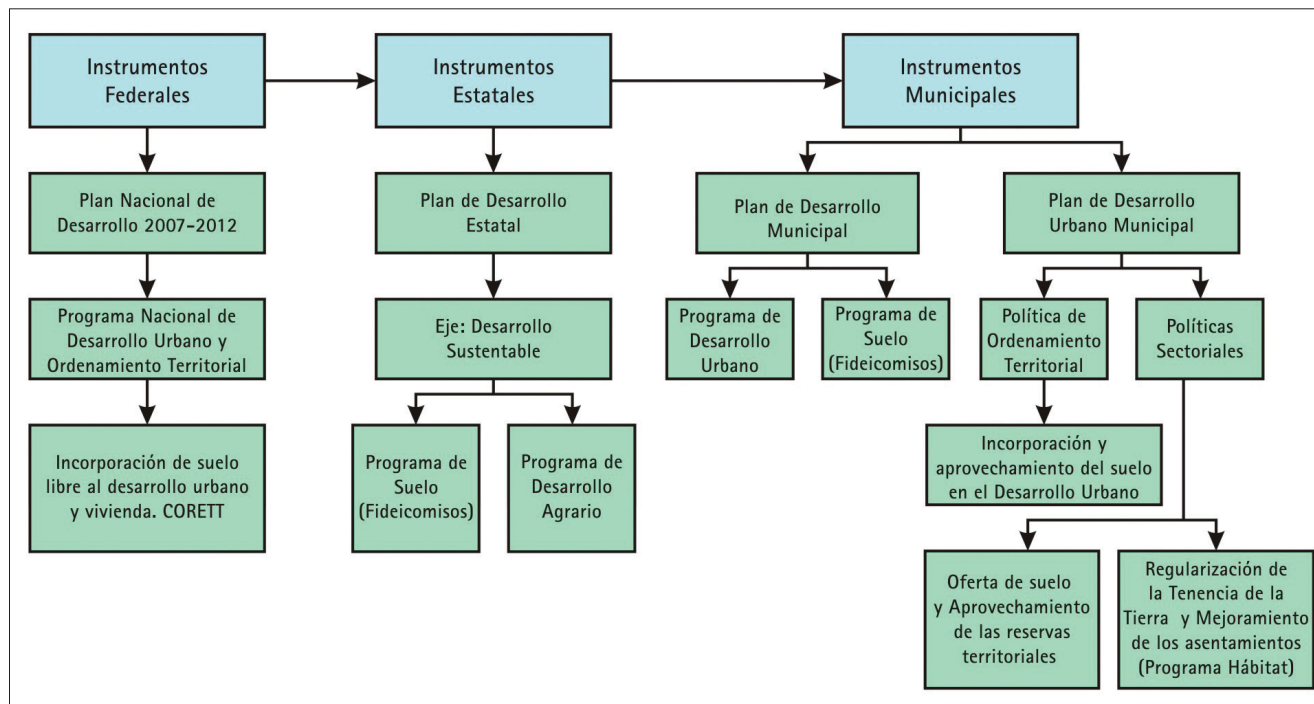 Instrumentos
Federales
Instrumentos
Estatales
Instrumentos
Municipales
Plan Nacional de
Desarrollo 2007-2012
Plan de Desarrollo
Estatal
Plan de Desarrollo
Municipal
Plan de Desarrollo
Urbano Municipal
Programa Nacional de
Desarrollo Urbano y
Ordenamiento Territorial
Eje: Desarrollo
Sustentable
Programa de
Desarrollo
Urbano
Programa de
Suelo
(Fideicomisos)
Política de
Ordenamiento
Territorial
Políticas
Sectoriales
Incorporación de suelo
libre al desarrollo urbano
y vivienda. CORETT
Programa de
Suelo
(Fideicomisos)
Programa de
Desarrollo
Agrario
Incorporación y
aprovechamiento del suelo
en el Desarrollo Urbano
Oferta de suelo
y Aprovechamiento
de las reservas
territoriales
Regularización de
la Tenencia de la
Tierra y Mejoramiento
de los asentamientos
(Programa Hábitat)